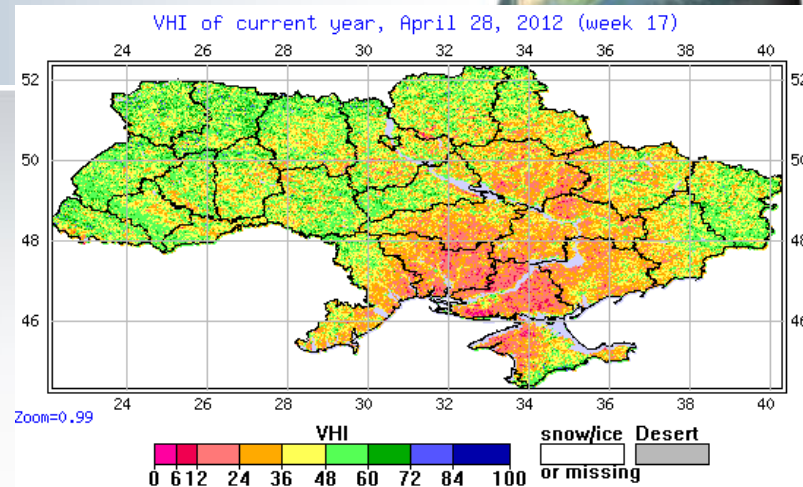 VHI of current year, April 28, 2012 (week 17)
24 26 28 30 32 34 36 38 40
52 52
50 50
48 48
46 46
24 26 28 30 32 34 36 38 40
Zoom=0.99
VHI snow/ice Desert
or missing
0 6 12 24 36 48 60 72 84 100